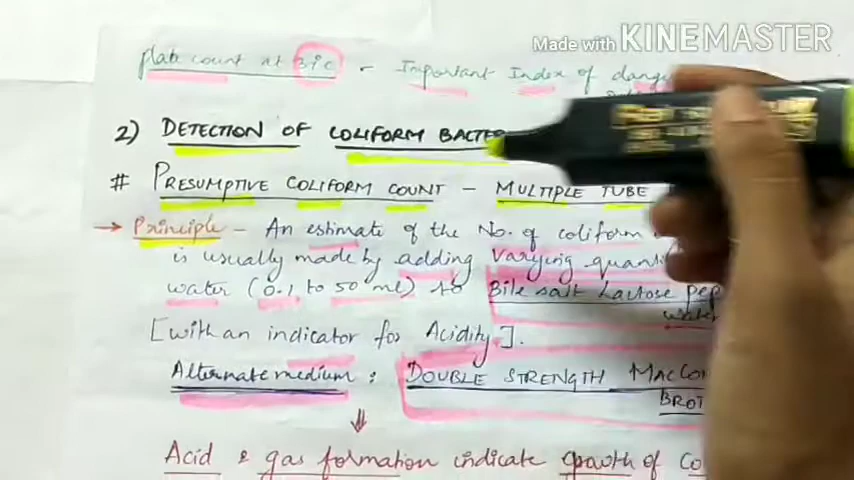 Made with KINEMASTER
plate count at 37c - Important Index of
2) DETECTION OF COLIFORM
# PRESUMPTIVE COLIFORM COUNT - MULTIPLE TUBE
→ Principle - An estimate of the No. of coliform
is usually made by adding Varying
water (0.1 to 50 ml) to Bile salt Lactose
water
[with an indicator for Acidity].
Alternate medium : DOUBLE STRENGTH
Acid & gas formation indicate growth of